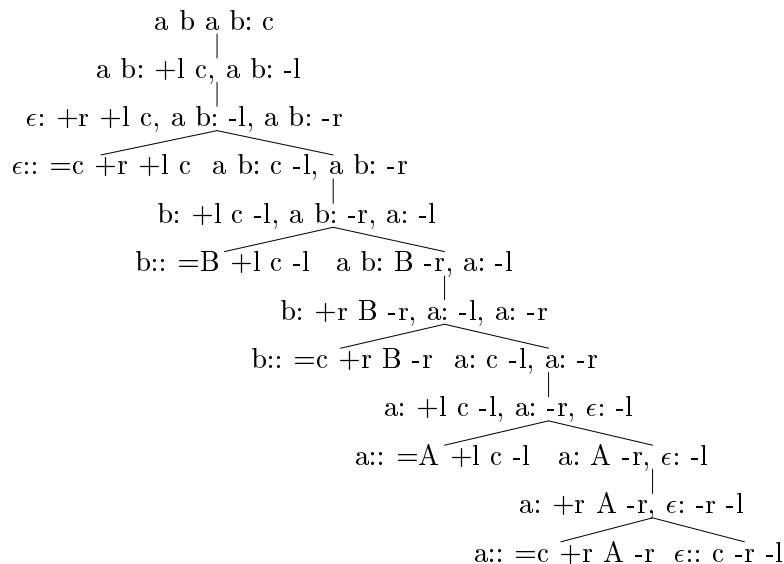 a b a b: c
a b: +l c, a b: -l
ϵ: +r +l c, a b: -l, a b: -r
ϵ:: =c +r +l c a b: c -l, a b: -r
b: +l c -l, a b: -r, a: -l
b:: =B +l c -l a b: B -r, a: -l
b: +r B -r, a: -l, a: -r
b:: =c +r B -r a: c -l, a: -r
a: +l c -l, a: -r, ϵ: -l
a:: =A +l c -l a: A -r, ϵ: -l
a: +r A -r, ϵ: -r -l
a:: =c +r A -r ϵ:: c -r -l